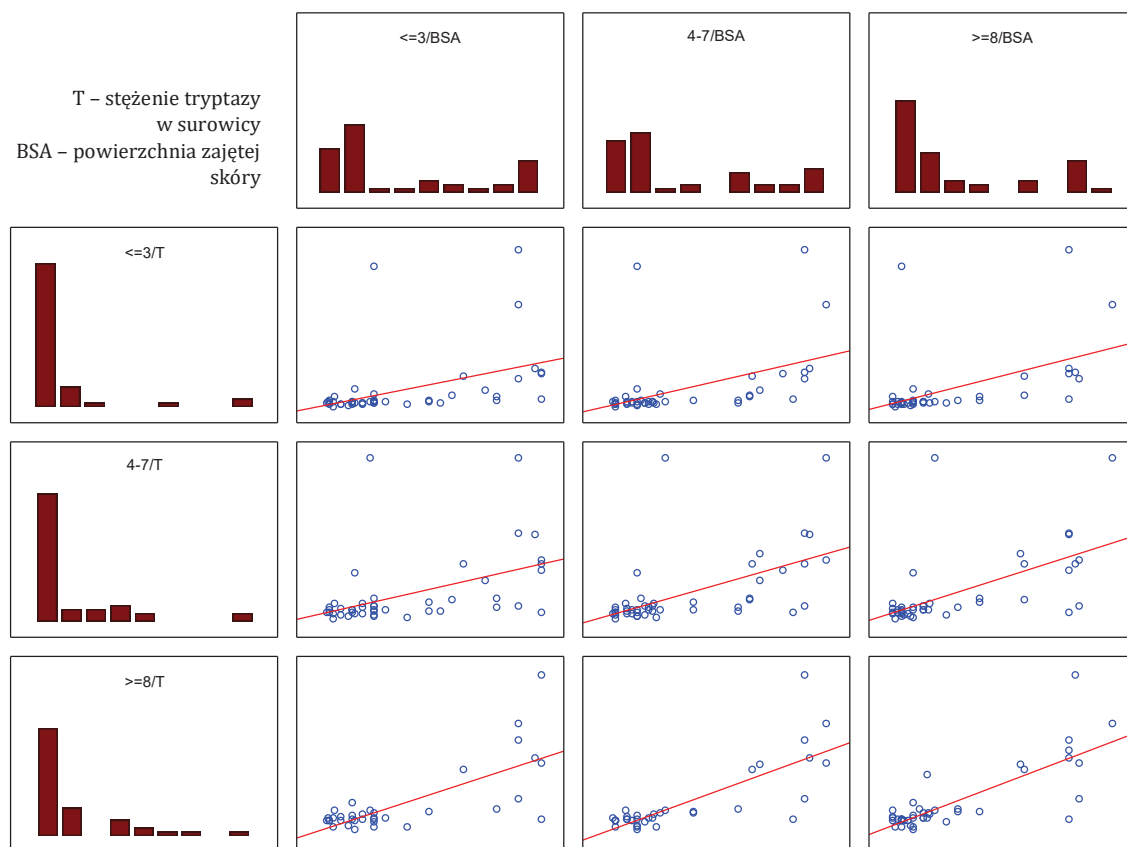 <=3/BSA
4-7/BSA
>=8/BSA
T – stężenie tryptazy
w surowicy
BSA – powierzchnia zajętej
skóry
<=3/T
4-7/T
>=8/T